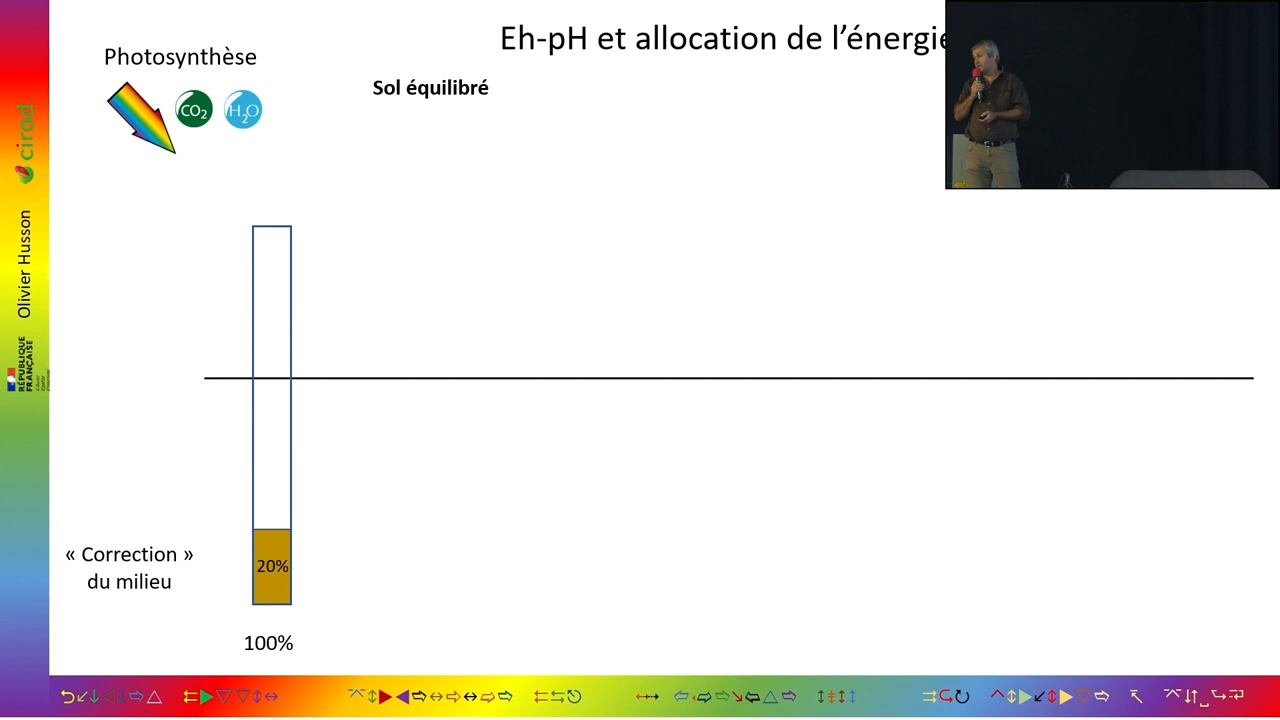 Eh-pH et allocation de l'énergie
Photosynthèse
CO2
H2O
Sol équilibré
cirad
Olivier Husson
RÉPUBLIQUE
FRANÇAISE
« Correction »
du milieu
20%
100%